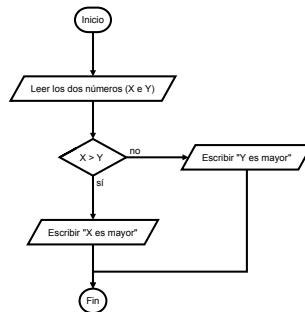 Inicio
Leer los dos números (X e Y)
X > Y
no
Escribir "Y es mayor"
sí
Escribir "X es mayor"
Fin